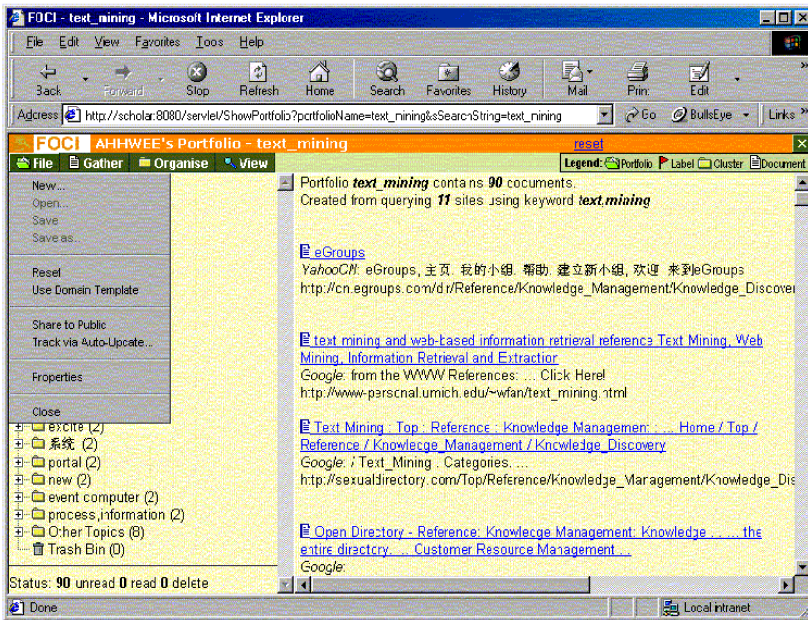 FOCI - text_mining - Microsoft Internet Explorer
File Edit View Favorites Tools Help
Back Forward Stop Refresh Home Search Favorites History Mail Print Edit
Address http://scholar:8080/servlet/ShowPortfolio?portfolioName=text_mining&sSearchString=text_mining Go BullsEye Links
FOCI AHHWEE's Portfolio - text_mining reset
File Gather Organise View Legend: Portfolio Label Cluster Document
New...
Open...
Save
Save as...
Reset
Use Domain Template
Share to Public
Track via Auto-Update...
Properties
Close
excite (2)
系统 (2)
portal (2)
new (2)
event computer (2)
process,information (2)
Other Topics (8)
Trash Bin (0)
Status: 90 unread 0 read 0 delete
Portfolio text_mining contains 90 documents.
Created from querying 11 sites using keyword text,mining
eGroups
YahooCN: eGroups, 主页. 我的小组. 帮助. 建立新小组, 欢迎 来到eGroups
http://cn.egroups.com/dir/Reference/Knowledge_Management/Knowledge_Discover
text mining and web-based information retrieval reference Text Mining, Web
Mining, Information Retrieval and Extraction
Google: from the WWW References: ... Click Here!
http://www-personal.umich.edu/~wfan/text_mining.html
Text Mining : Top : Reference : Knowledge Management : ... Home / Top /
Reference / Knowledge_Management / Knowledge_Discovery
Google: / Text_Mining . Categories. ...
http://sexualdirectory.com/Top/Reference/Knowledge_Management/Knowledge_Dis
Open Directory - Reference: Knowledge Management: Knowledge ... ... the
entire directory. ... Customer Resource Management ...
Google:
Done Local intranet